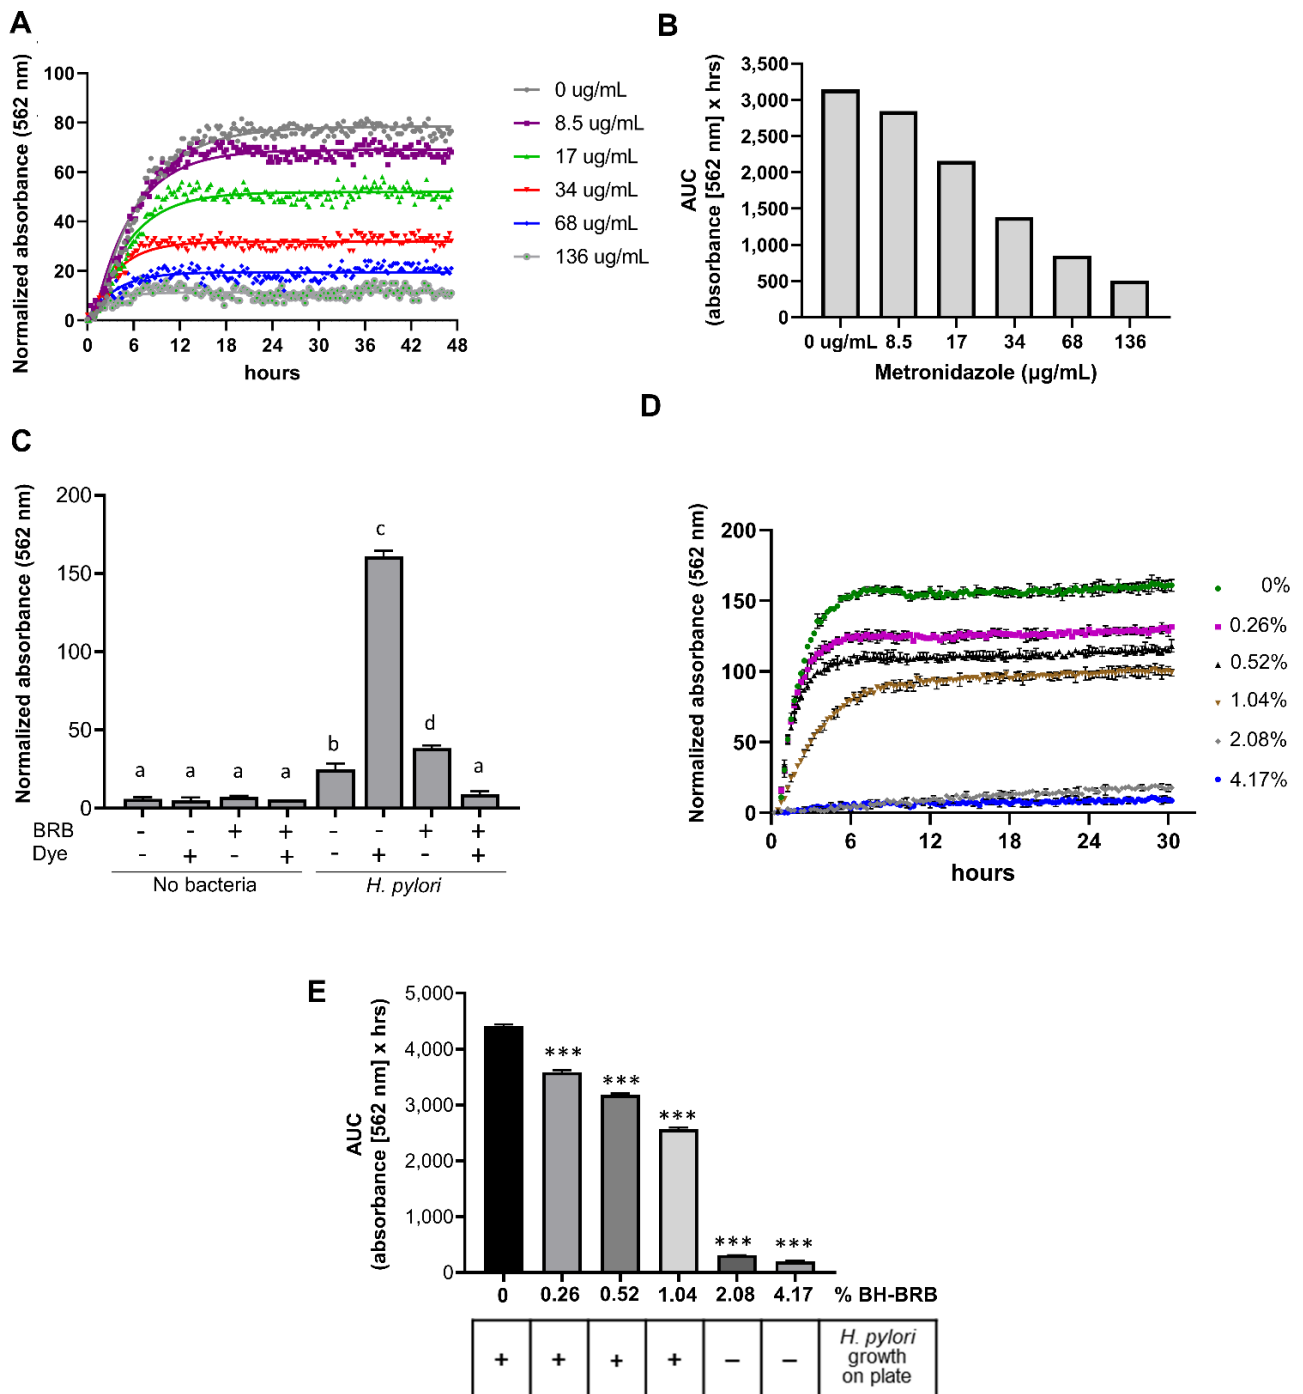 A
Normalized absorbance (562 nm)
100
80
60
40
20
0
0 6 12 18 24 30 36 42 48
hours
0 ug/mL
8.5 ug/mL
17 ug/mL
34 ug/mL
68 ug/mL
136 ug/mL
B
AUC
(absorbance [562 nm] x hrs)
3,500
3,000
2,500
2,000
1,500
1,000
500
0
0 ug/mL 8.5 17 34 68 136
Metronidazole (µg/mL)
C
Normalized absorbance (562 nm)
200
150
100
50
0
a a a a b c d a
BRB - - + + - - + +
Dye - + - + - + - +
No bacteria H. pylori
D
Normalized absorbance (562 nm)
200
150
100
50
0
0 6 12 18 24 30
hours
0%
0.26%
0.52%
1.04%
2.08%
4.17%
E
AUC
(absorbance [562 nm] x hrs)
5,000
4,000
3,000
2,000
1,000
0
*** *** *** *** ***
0 0.26 0.52 1.04 2.08 4.17 % BH-BRB
+ + + + – –
H. pylori
growth
on plate